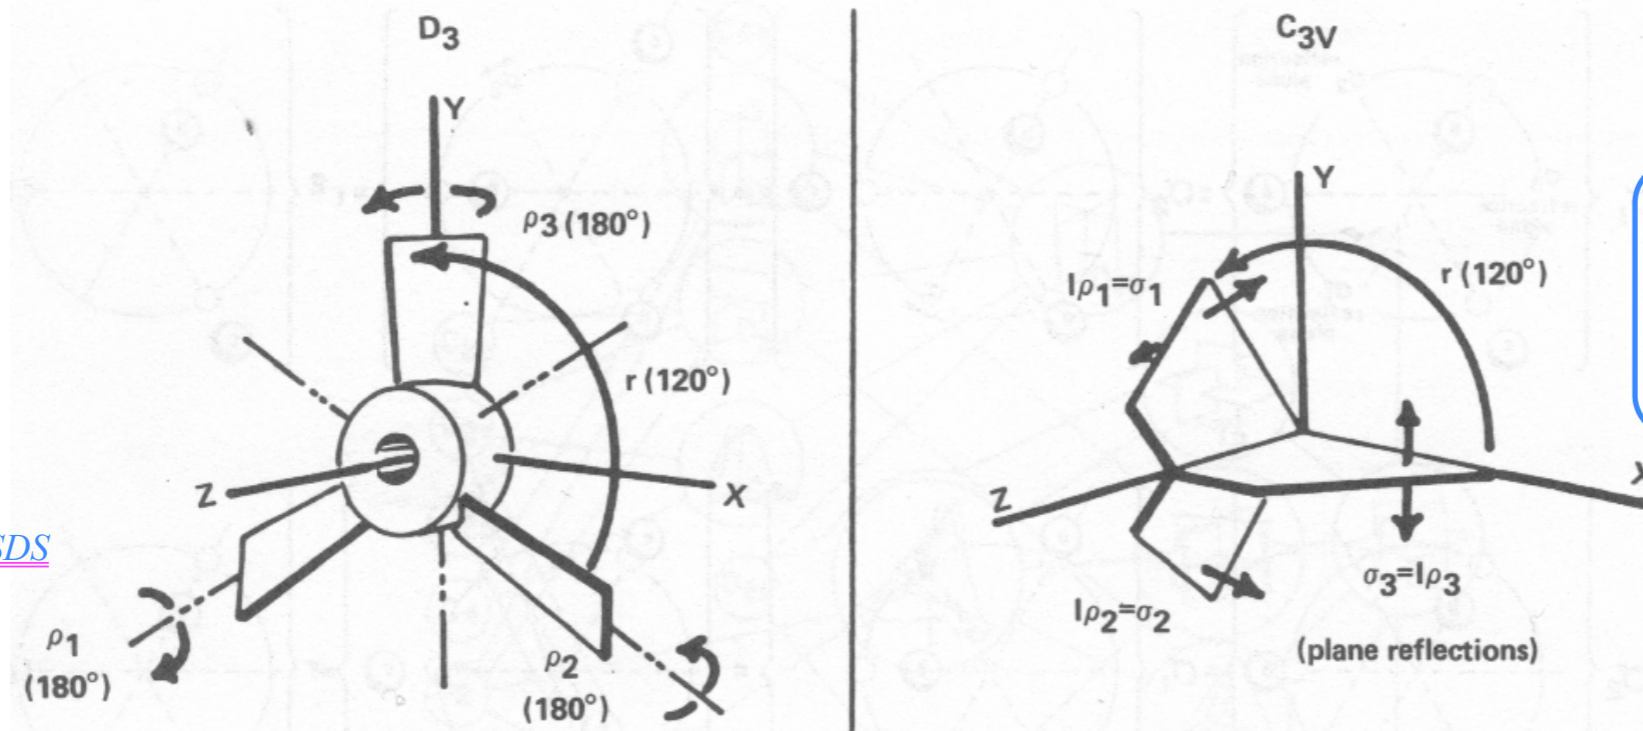 D3
Y
ρ3 (180°)
r (120°)
Z
X
SDS
ρ1
(180°)
ρ2
(180°)
C3V
Y
Iρ1=σ1
r (120°)
Z
X
σ3=Iρ3
Iρ2=σ2
(plane reflections)